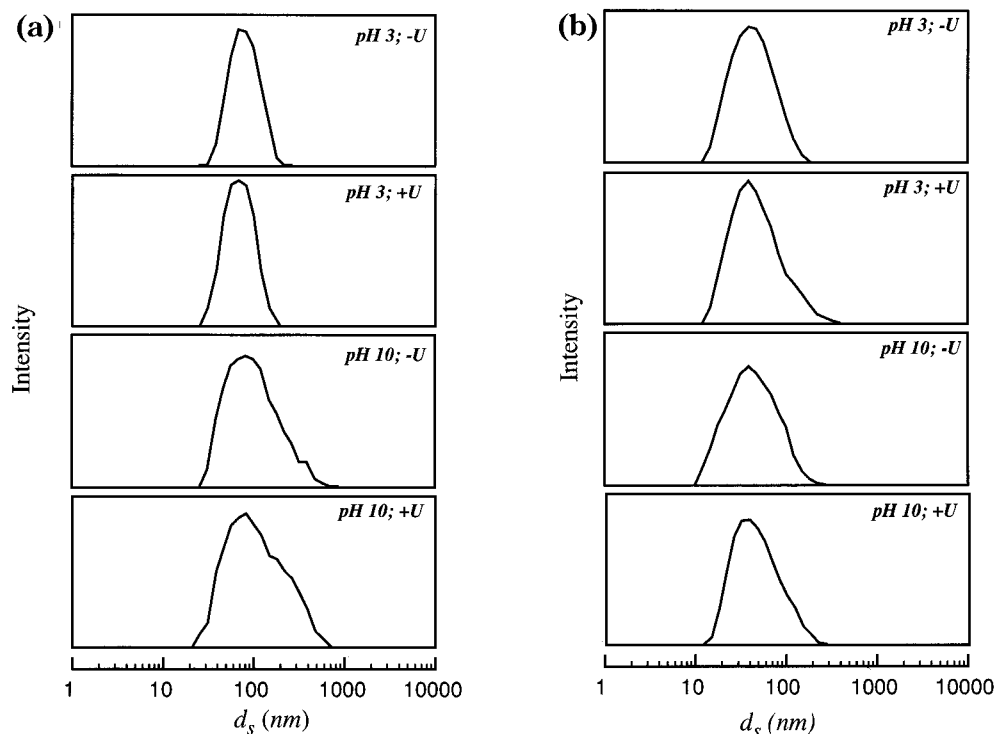 (a)
pH 3; -U
pH 3; +U
pH 10; -U
pH 10; +U
Intensity
1 10 100 1000 10000
d_s (nm)
(b)
pH 3; -U
pH 3; +U
pH 10; -U
pH 10; +U
Intensity
1 10 100 1000 10000
d_s (nm)